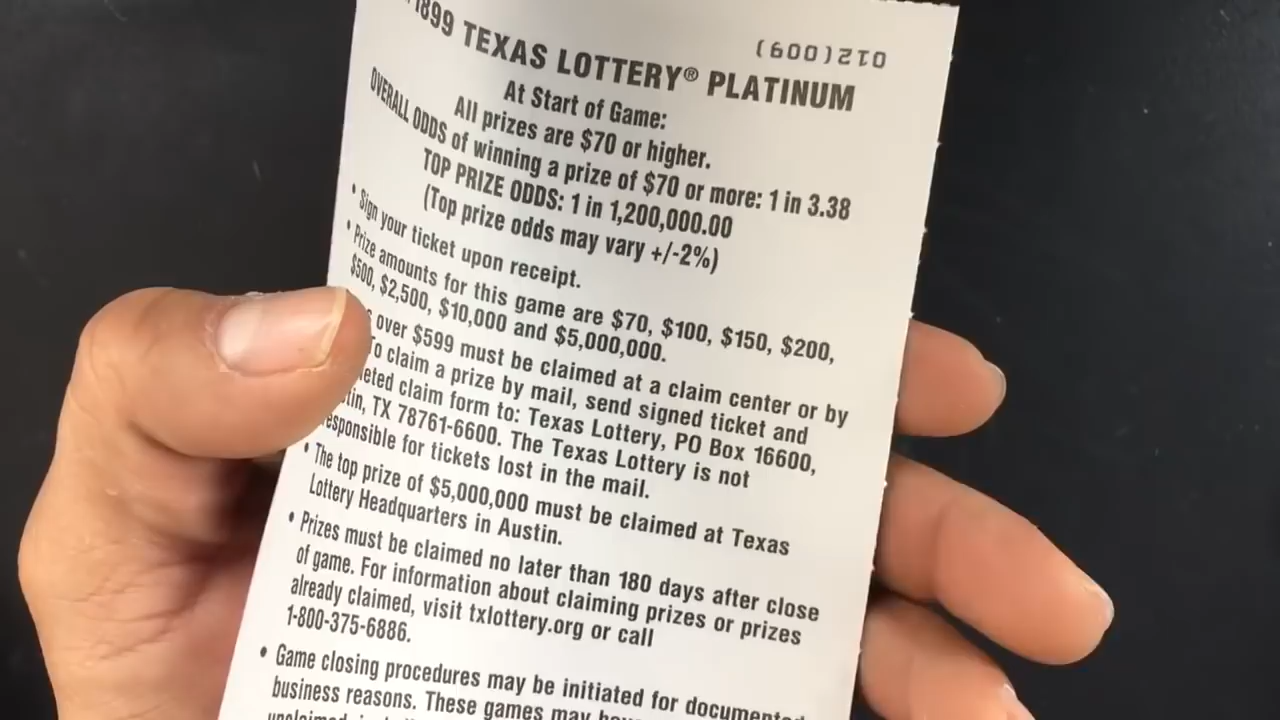 012(009)
1899 TEXAS LOTTERY® PLATINUM
At Start of Game:
All prizes are $70 or higher.
OVERALL ODDS of winning a prize of $70 or more: 1 in 3.38
TOP PRIZE ODDS: 1 in 1,200,000.00
(Top prize odds may vary +/-2%)
• Sign your ticket upon receipt.
• Prize amounts for this game are $70, $100, $150, $200,
$500, $2,500, $10,000 and $5,000,000.
over $599 must be claimed at a claim center or by
To claim a prize by mail, send signed ticket and
claim form to: Texas Lottery, PO Box 16600,
TX 78761-6600. The Texas Lottery is not
responsible for tickets lost in the mail.
• The top prize of $5,000,000 must be claimed at Texas
Lottery Headquarters in Austin.
• Prizes must be claimed no later than 180 days after close
of game. For information about claiming prizes or prizes
already claimed, visit txlottery.org or call
1-800-375-6886.
• Game closing procedures may be initiated for documented
business reasons. These games may have